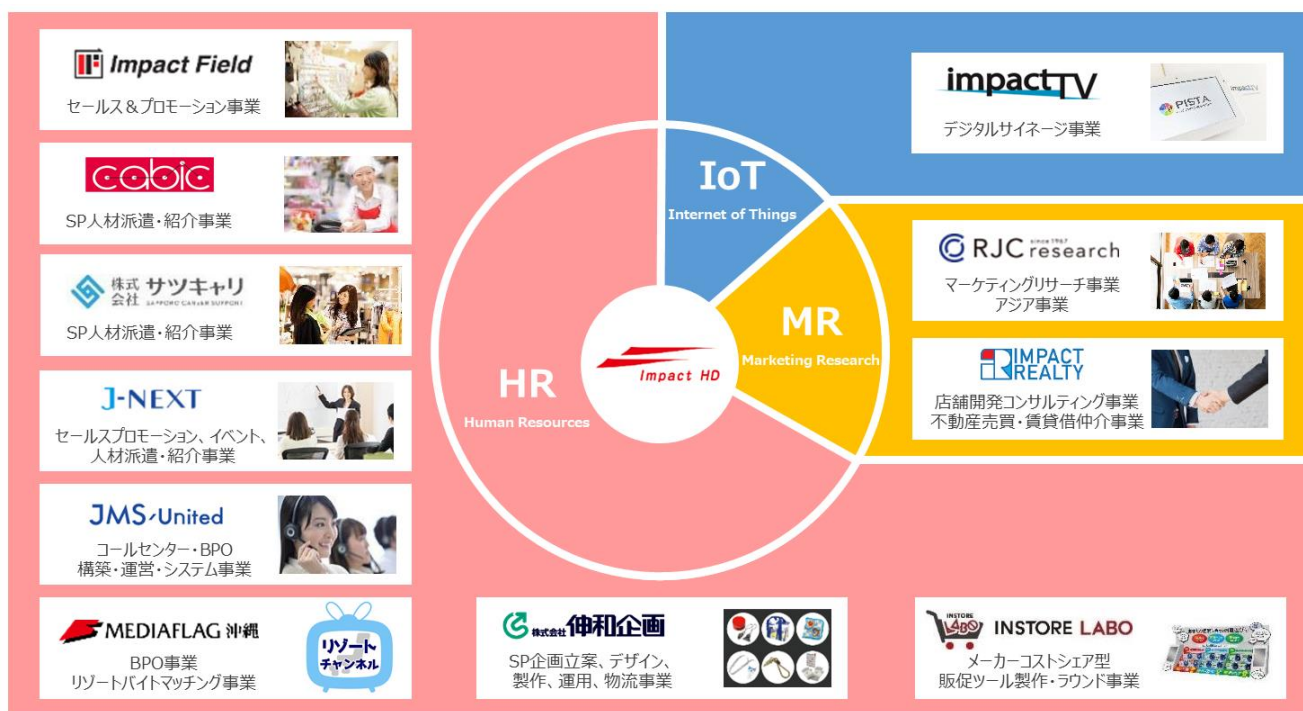 Impact Field
セールス＆プロモーション事業
cabic
SP人材派遣・紹介事業
株式会社 サツキャリ
SAPPORO CAREER SUPPORT
SP人材派遣・紹介事業
J-NEXT
セールスプロモーション、イベント、
人材派遣・紹介事業
JMS United
コールセンター・BPO
構築・運営・システム事業
MEDIAFLAG 沖縄
BPO事業
リゾートバイトマッチング事業
リゾート
チャンネル
HR
Human Resources
Impact HD
IoT
Internet of Things
MR
Marketing Research
impactTV
デジタルサイネージ事業
PISTA
impactTV
RJC research
since 1967
マーケティングリサーチ事業
アジア事業
IMPACT
REALTY
店舗開発コンサルティング事業
不動産売買・賃貸借仲介事業
株式会社伸和企画
SP企画立案、デザイン、
製作、運用、物流事業
INSTORE
LABO
INSTORE LABO
メーカーコストシェア型
販促ツール製作・ラウンド事業